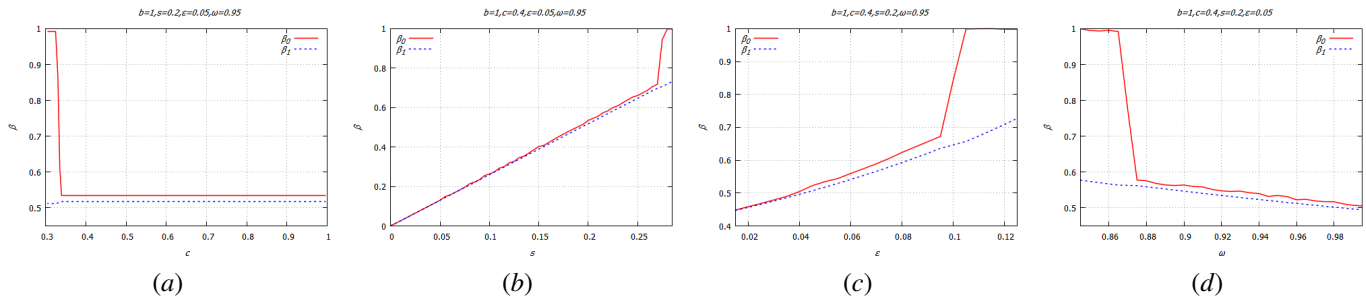 b=1,s=0.2,ε=0.05,ω=0.95
β0
β1
1
0.9
0.8
0.7
0.6
0.5
β
0.3 0.4 0.5 0.6 0.7 0.8 0.9 1
c
(a)
b=1,c=0.4,ε=0.05,ω=0.95
β0
β1
1
0.8
0.6
0.4
0.2
0
β
0 0.05 0.1 0.15 0.2 0.25
s
(b)
b=1,c=0.4,s=0.2,ω=0.95
β0
β1
1
0.9
0.8
0.7
0.6
0.5
0.4
β
0.02 0.04 0.06 0.08 0.1 0.12
ε
(c)
b=1,c=0.4,s=0.2,ε=0.05
β0
β1
1
0.9
0.8
0.7
0.6
0.5
β
0.86 0.88 0.9 0.92 0.94 0.96 0.98
ω
(d)